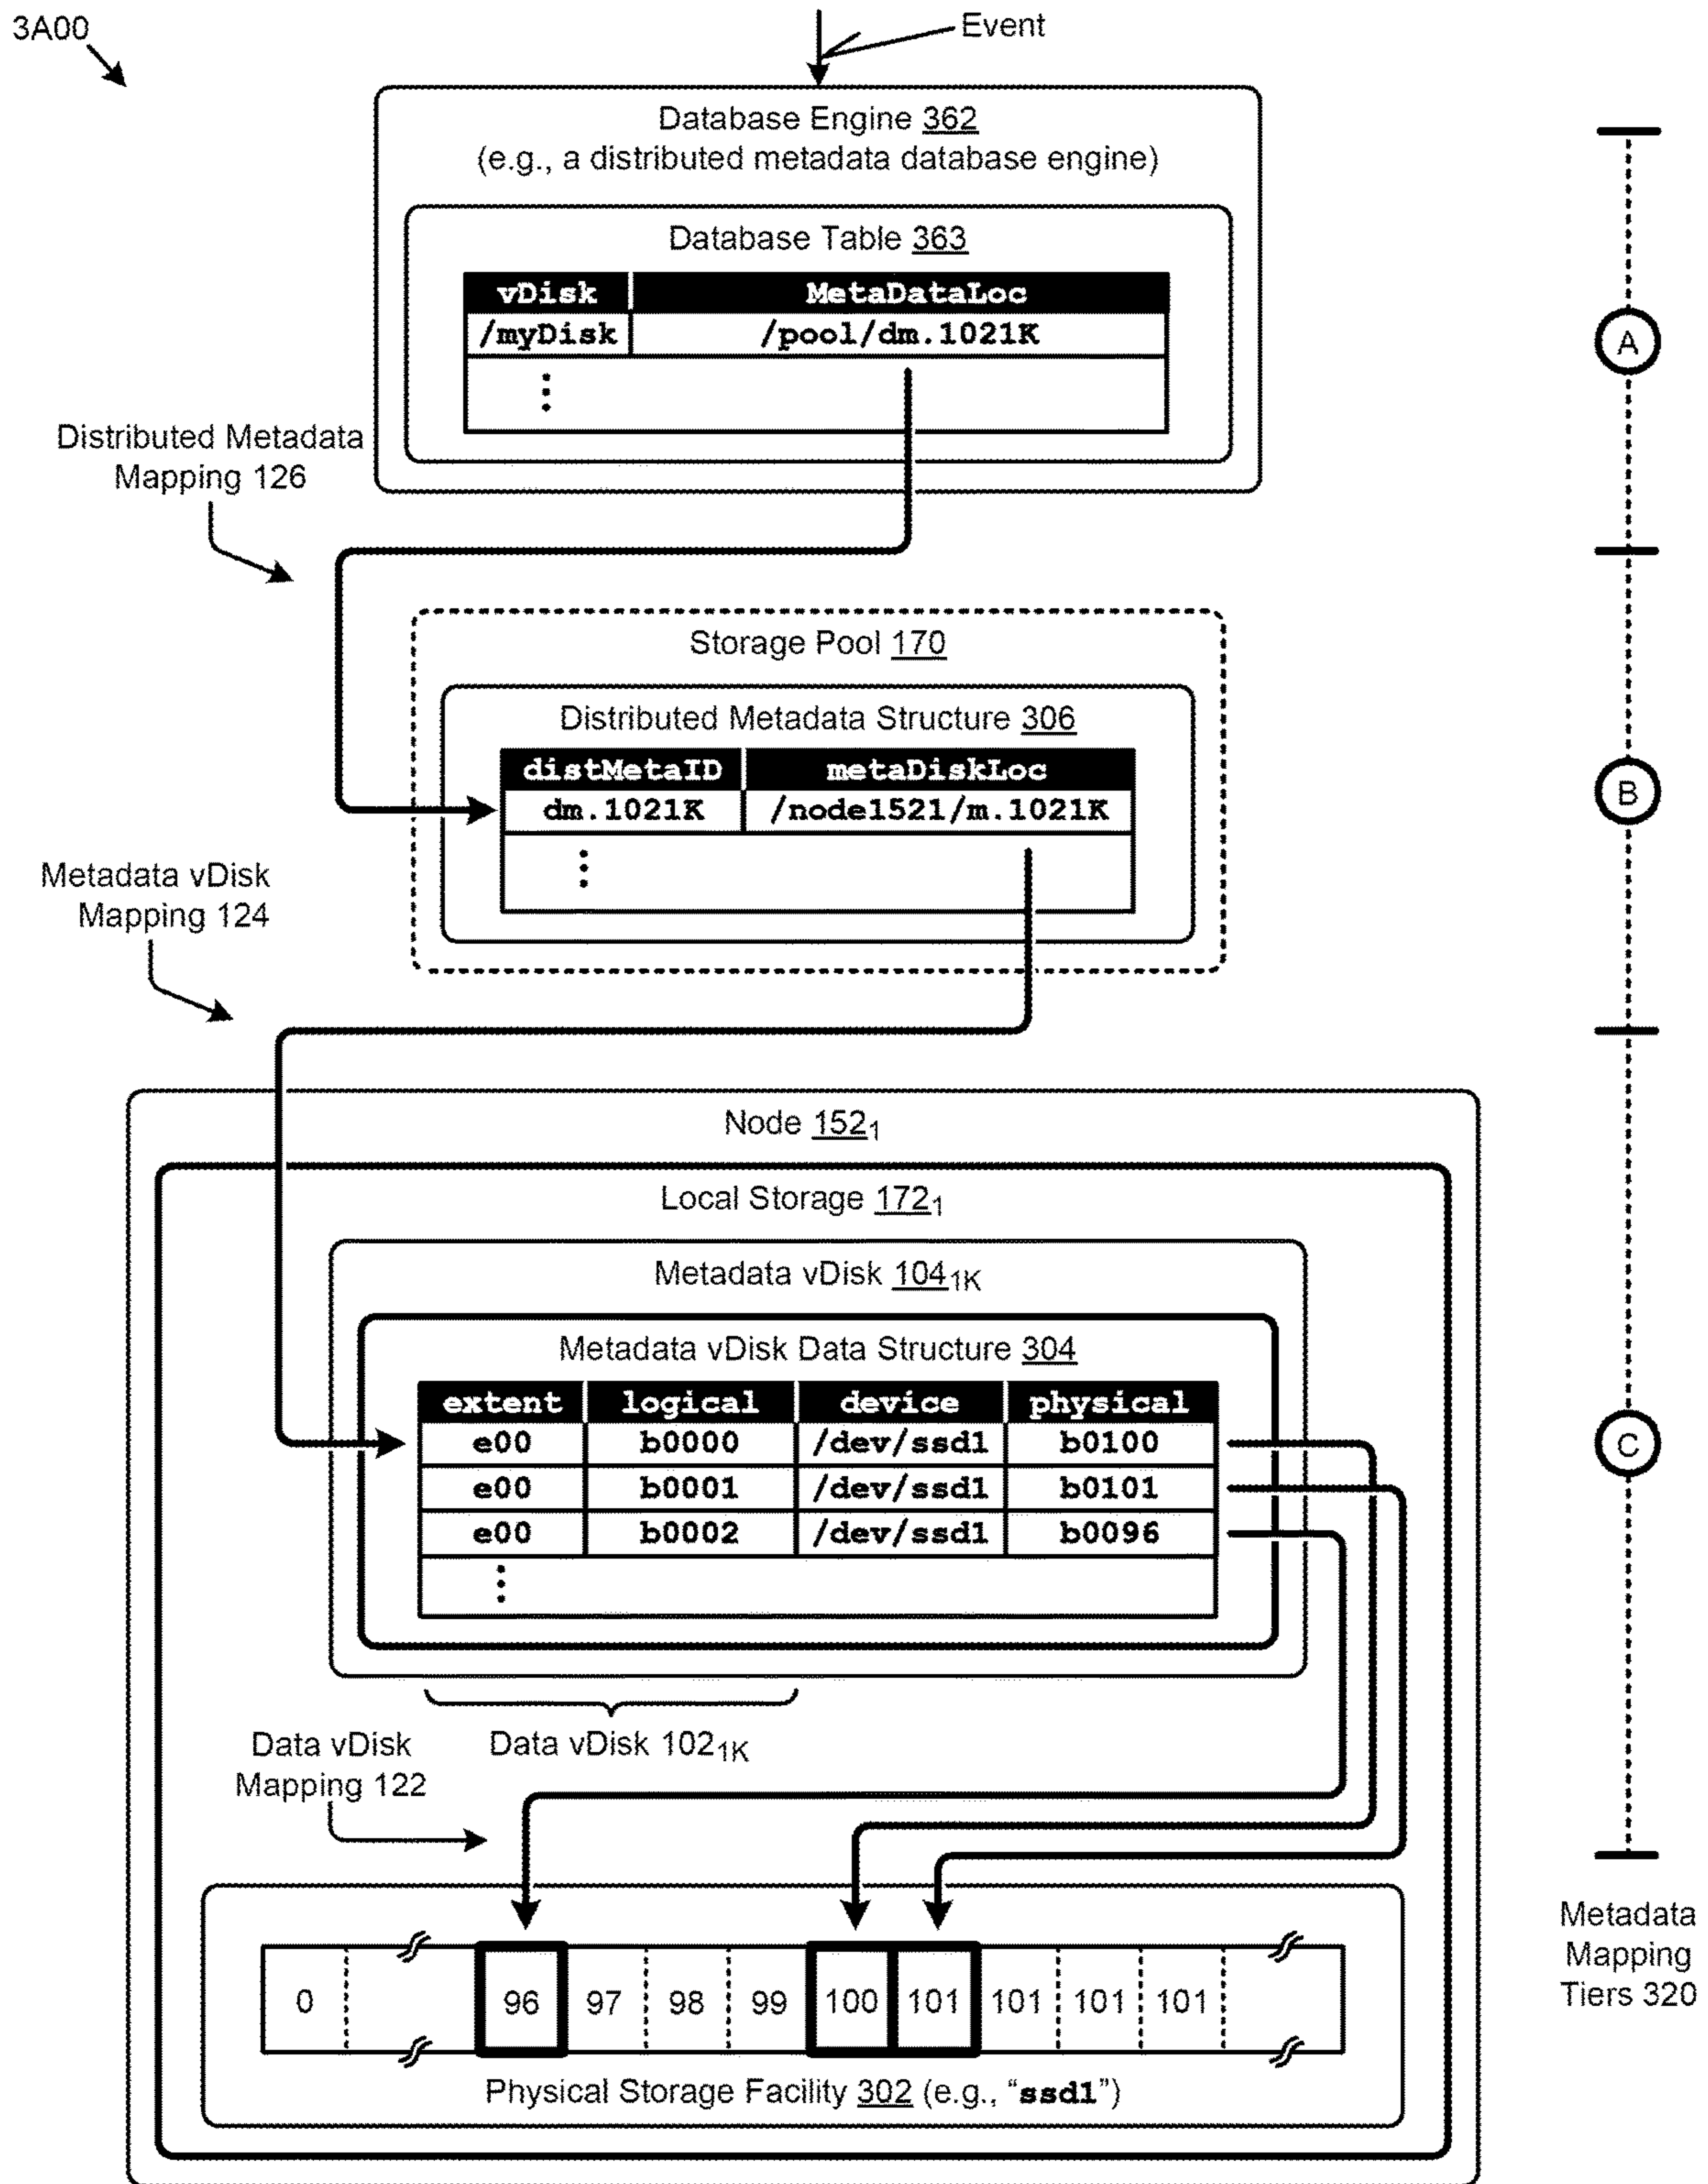 3A00
Event
Database Engine 362
(e.g., a distributed metadata database engine)
Database Table 363
vDisk MetaDataLoc
/myDisk /pool/dm.1021K
A
Distributed Metadata
Mapping 126
Storage Pool 170
Distributed Metadata Structure 306
distMetaID metaDiskLoc
dm.1021K /node1521/m.1021K
B
Metadata vDisk
Mapping 124
Node 152₁
Local Storage 172₁
Metadata vDisk 104₁K
Metadata vDisk Data Structure 304
extent logical device physical
e00 b0000 /dev/ssd1 b0100
e00 b0001 /dev/ssd1 b0101
e00 b0002 /dev/ssd1 b0096
C
Data vDisk 102₁K
Data vDisk
Mapping 122
0 96 97 98 99 100 101 101 101 101
Physical Storage Facility 302 (e.g., “ssd1”)
Metadata
Mapping
Tiers 320